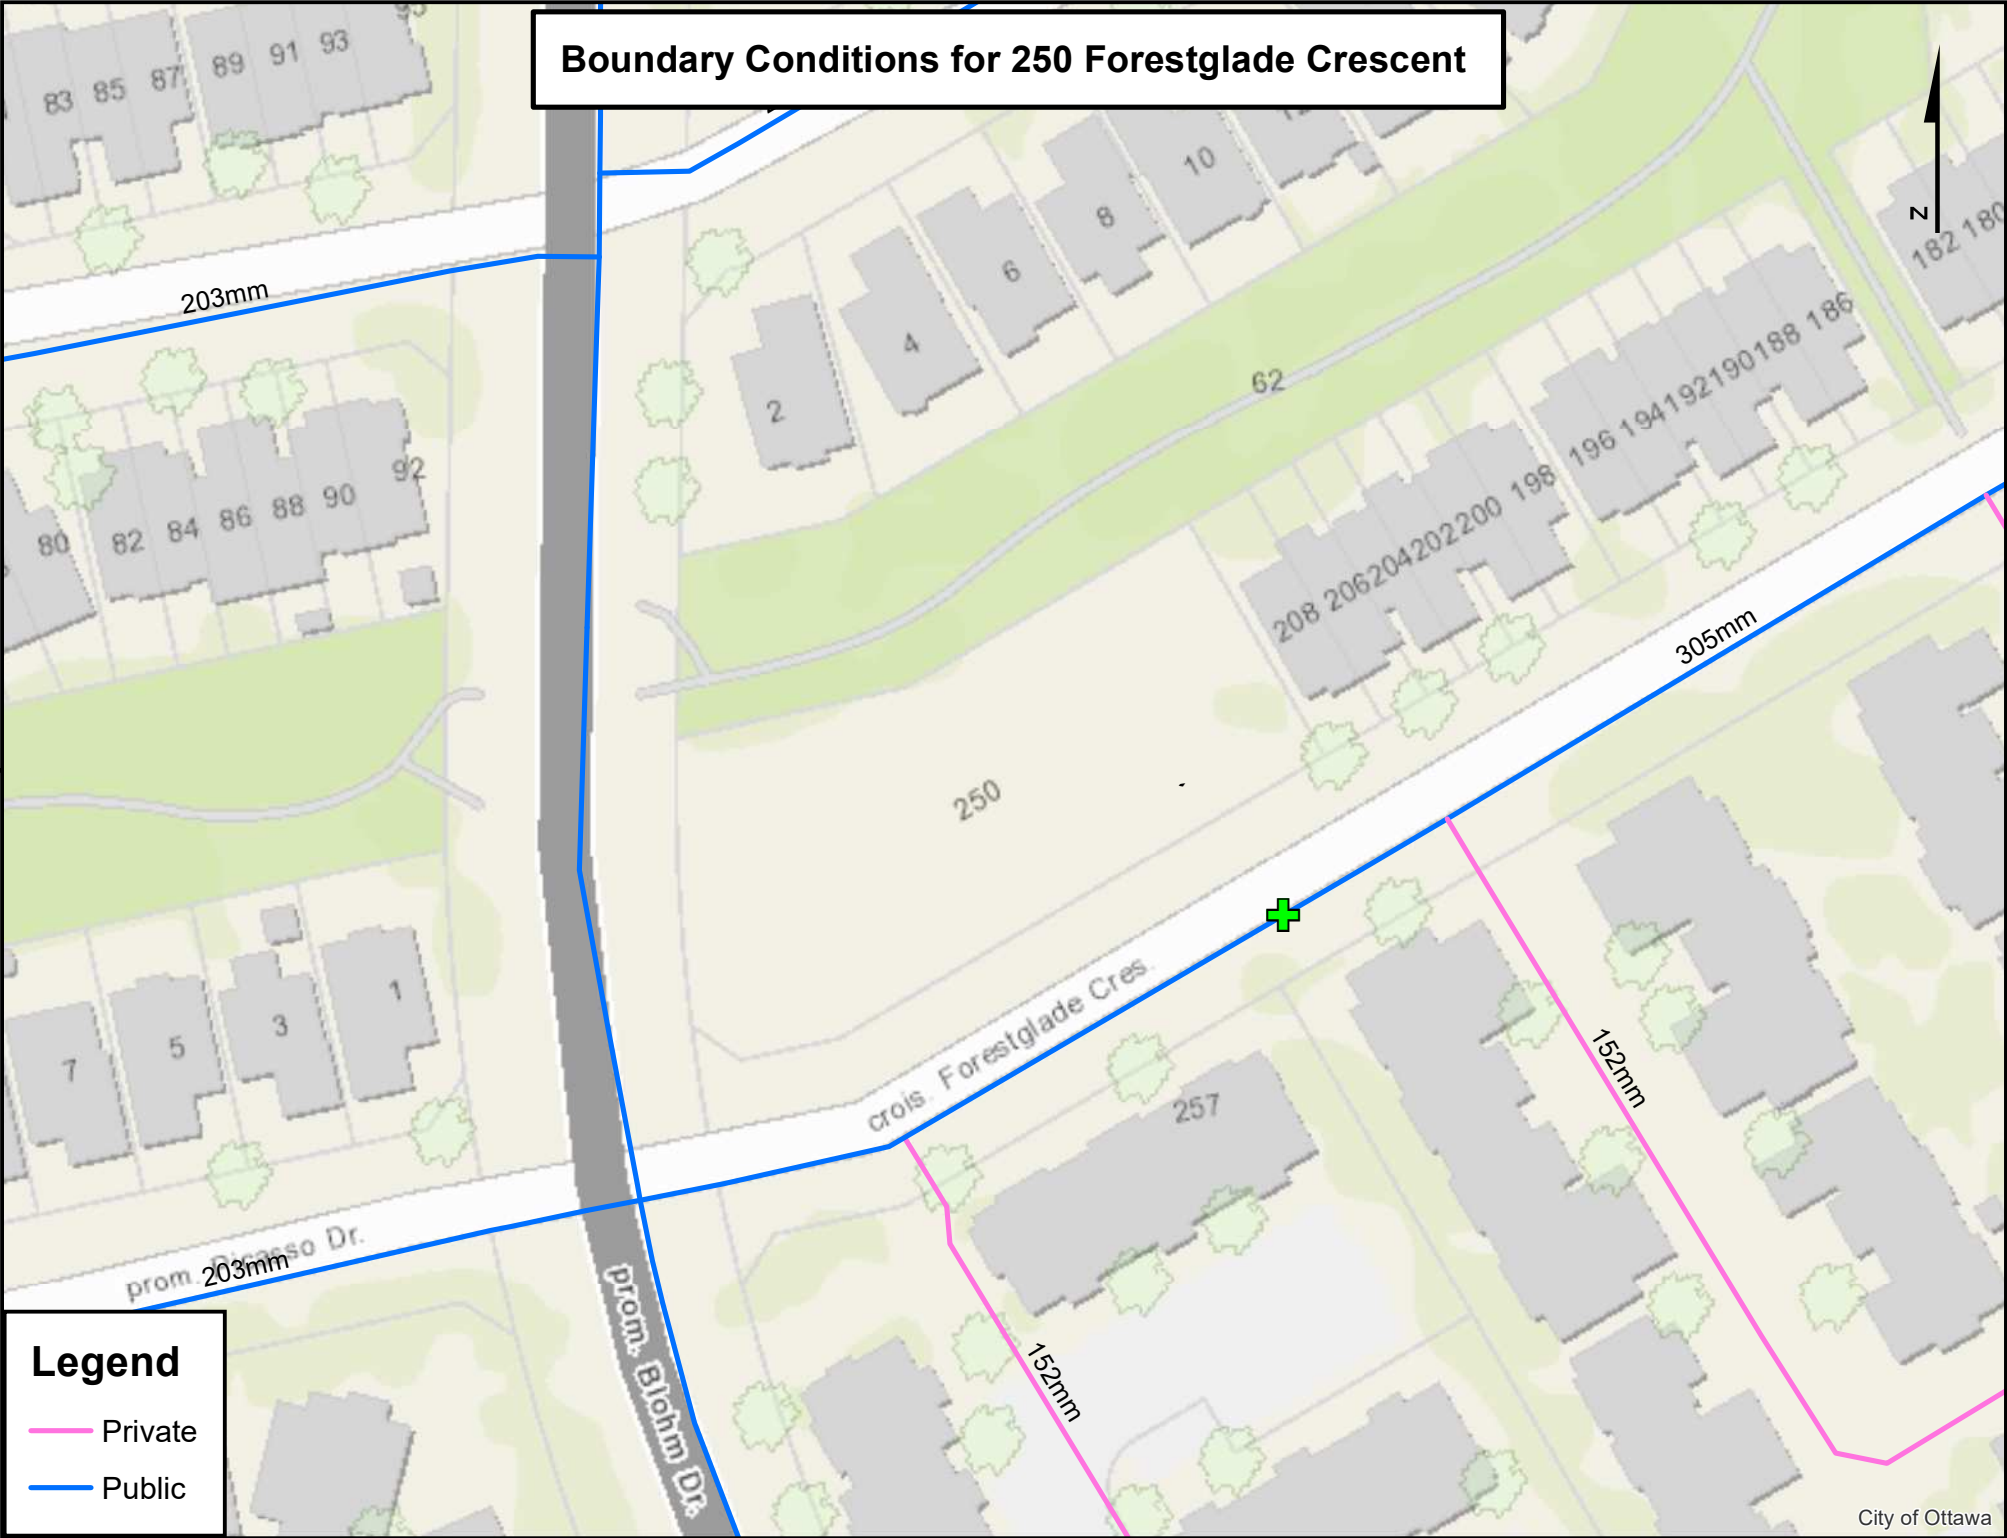 Boundary Conditions for 250 Forestglade Crescent
83 85 87 89 91 93
N
10
8
6
4
2
182 180
203mm
62
196 194 192 190 188 186
208 206 204 202 200 198
80 82 84 86 88 90 92
305mm
250
crois. Forestglade Cres.
7 5 3 1
257
152mm
prom. Picasso Dr.
203mm
prom. Blohm Dr.
152mm
Legend
Private
Public
City of Ottawa